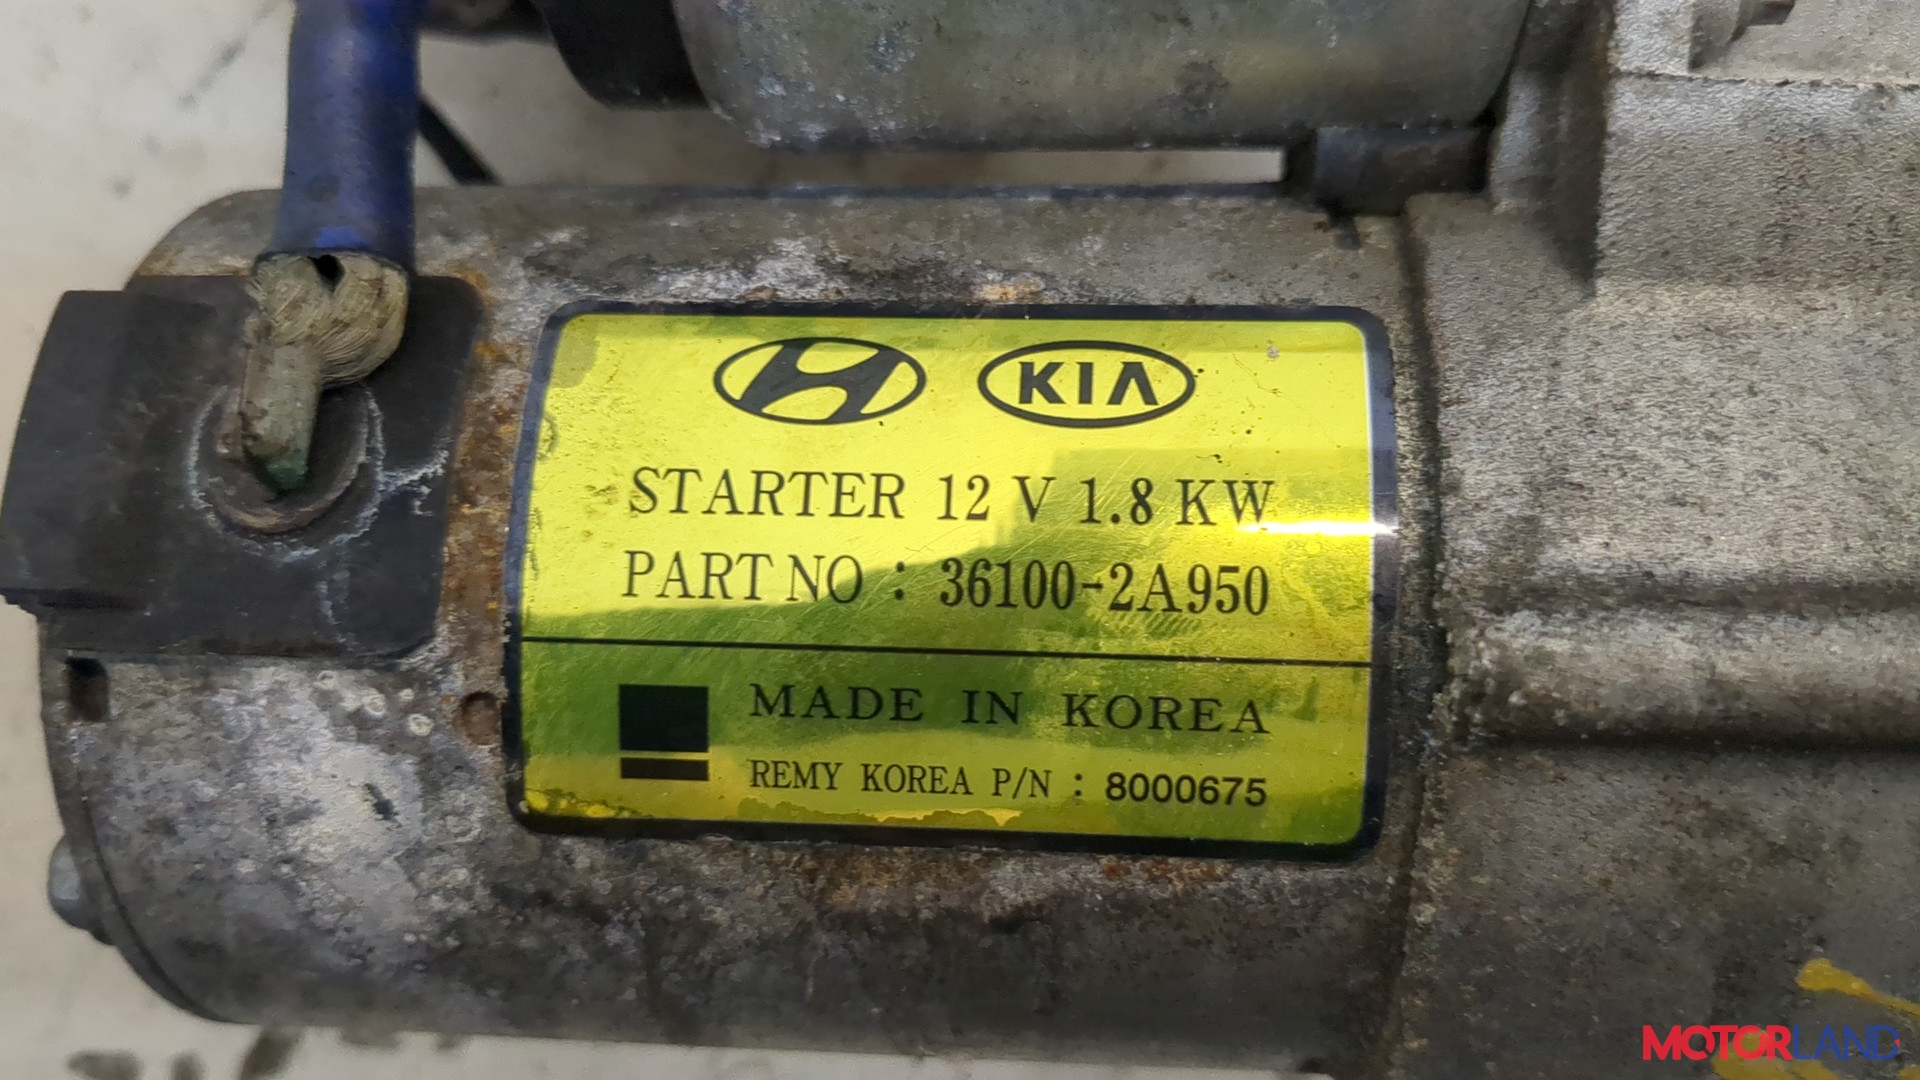 KIA
STARTER 12 V 1.8 KW
PART NO : 36100-2A950
MADE IN KOREA
REMY KOREA P/N : 8000675
MOTORLAND